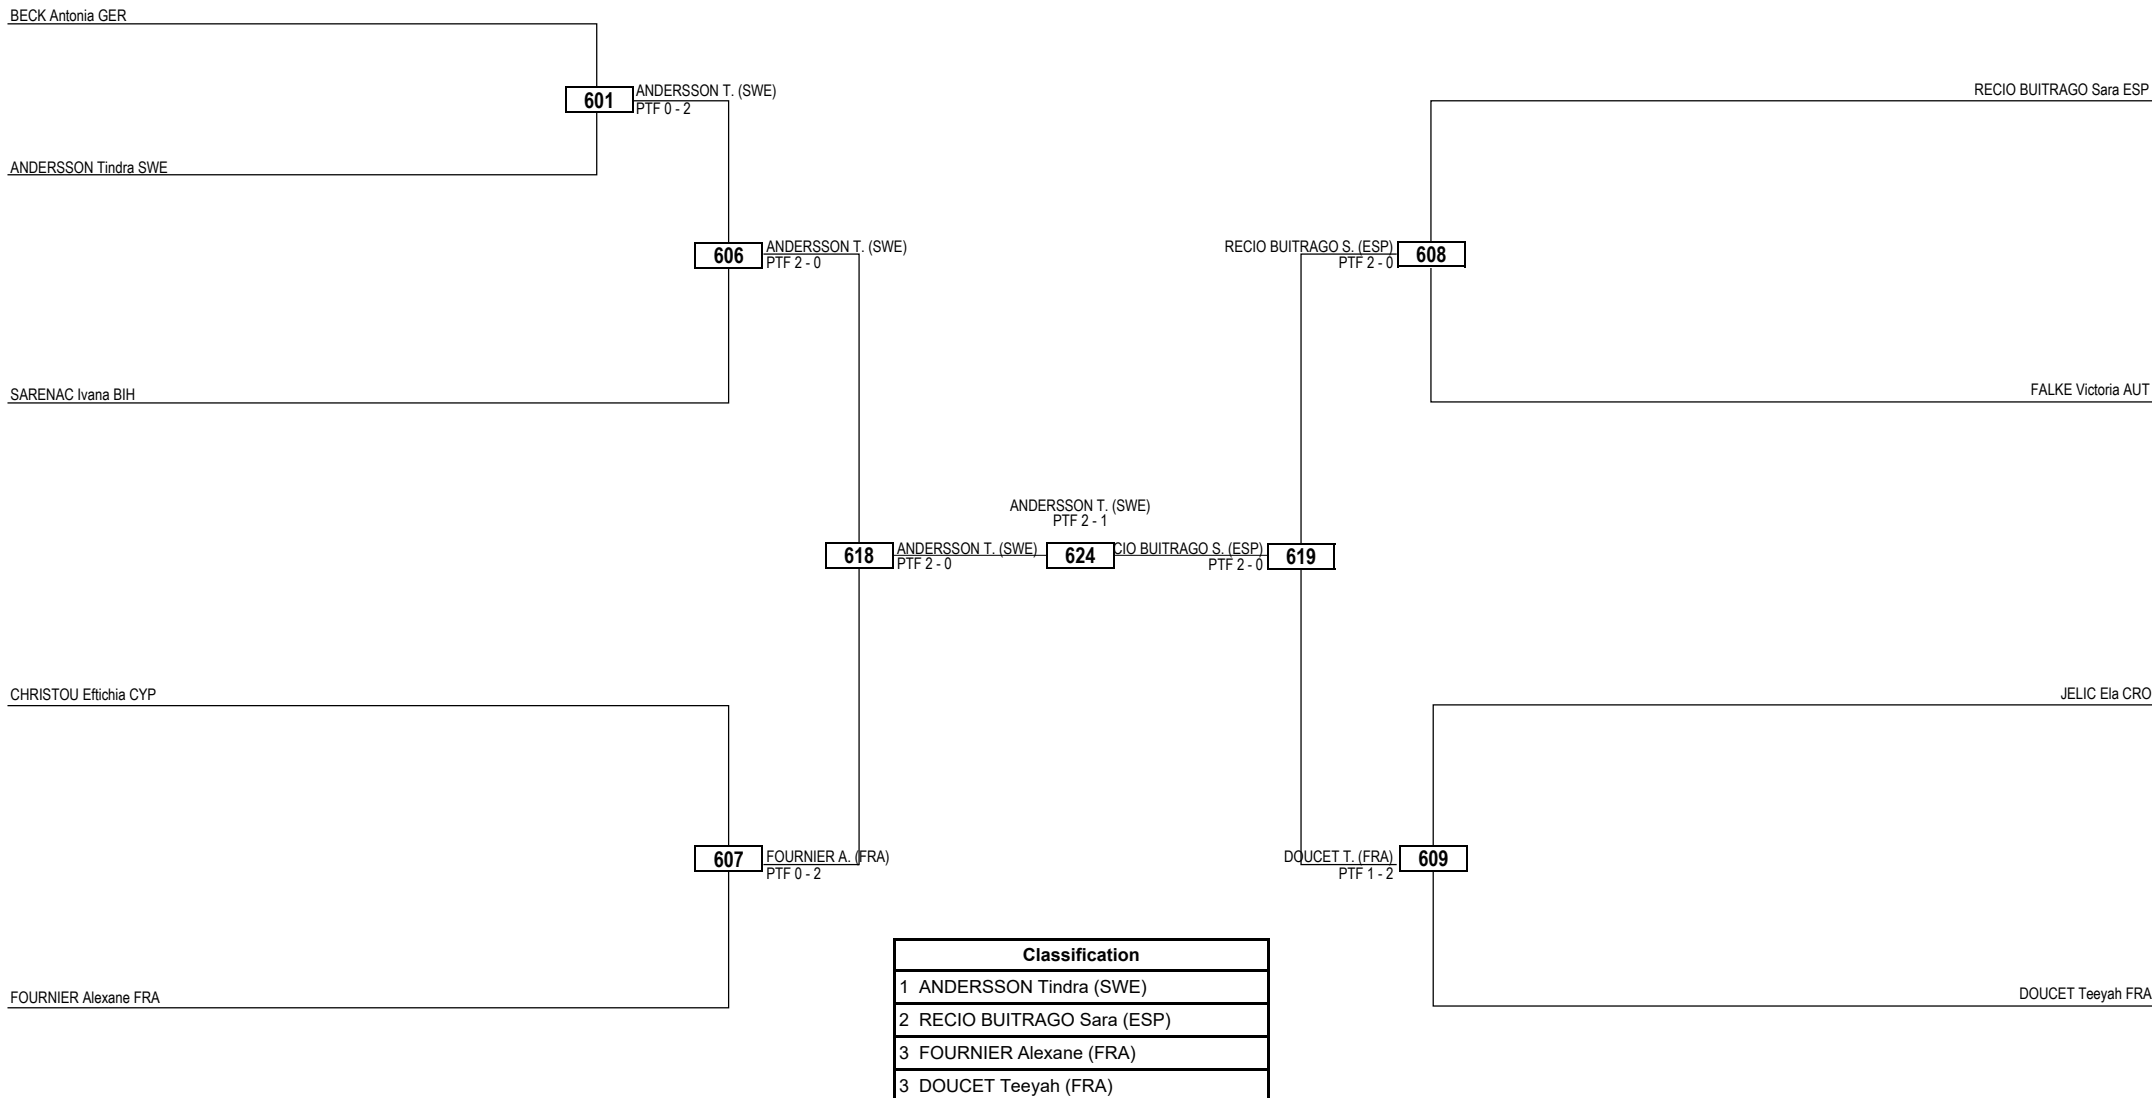 BECK Antonia GER
601
ANDERSSON T. (SWE)
PTF 0 - 2
ANDERSSON Tindra SWE
606
ANDERSSON T. (SWE)
PTF 2 - 0
SARENAC Ivana BIH
618
ANDERSSON T. (SWE)
PTF 2 - 0
CHRISTOU Eftichia CYP
607
FOURNIER A. (FRA)
PTF 0 - 2
FOURNIER Alexane FRA
ANDERSSON T. (SWE)
PTF 2 - 1
624
RECIO BUITRAGO Sara ESP
RECIO BUITRAGO S. (ESP)
PTF 2 - 0
608
FALKE Victoria AUT
CIO BUITRAGO S. (ESP)
PTF 2 - 0
619
JELIC Ela CRO
DOUCET T. (FRA)
PTF 1 - 2
609
DOUCET Teeyah FRA
Classification
1 ANDERSSON Tindra (SWE)
2 RECIO BUITRAGO Sara (ESP)
3 FOURNIER Alexane (FRA)
3 DOUCET Teeyah (FRA)